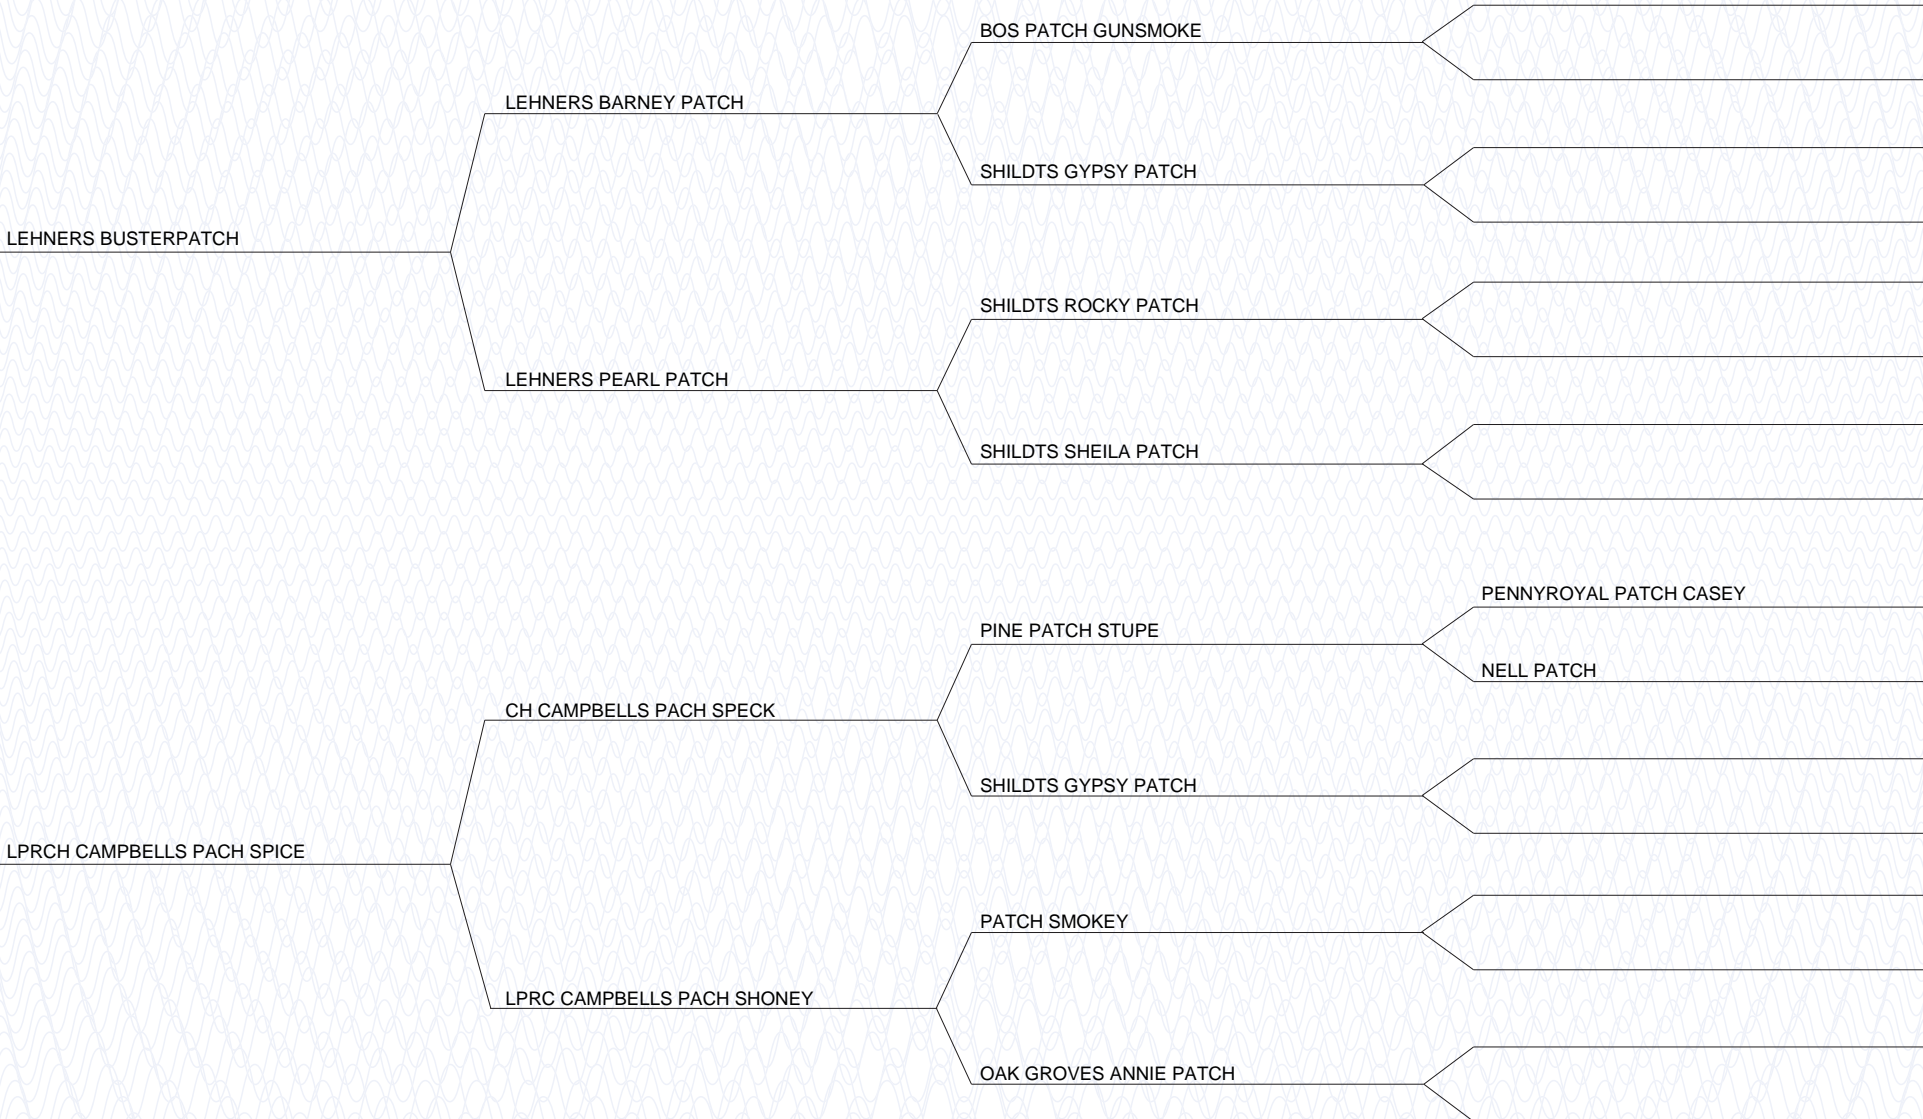 BOS PATCH GUNSMOKE
LEHNERS BARNEY PATCH
SHILDTS GYPSY PATCH
LEHNERS BUSTERPATCH
SHILDTS ROCKY PATCH
LEHNERS PEARL PATCH
SHILDTS SHEILA PATCH
PENNYROYAL PATCH CASEY
PINE PATCH STUPE
NELL PATCH
CH CAMPBELLS PACH SPECK
SHILDTS GYPSY PATCH
LPRCH CAMPBELLS PACH SPICE
PATCH SMOKEY
LPRC CAMPBELLS PACH SHONEY
OAK GROVES ANNIE PATCH